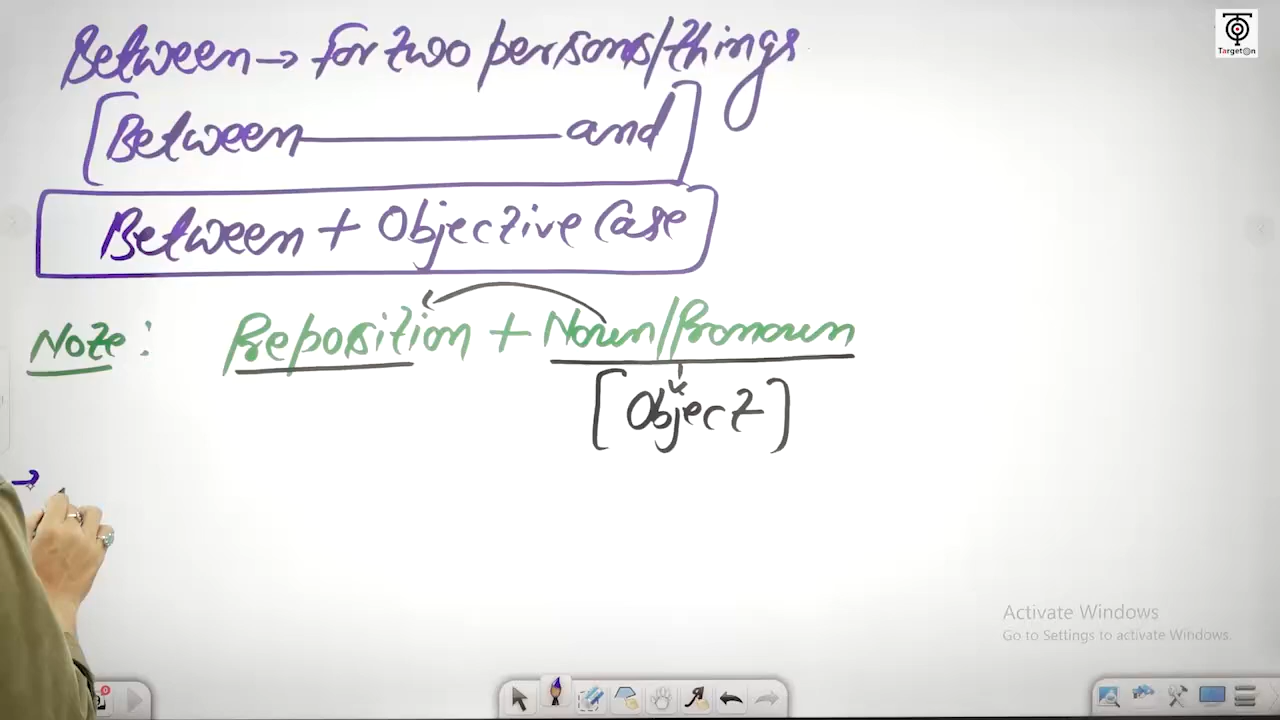 Between → for two persons/things
[Between———and]
Between + Objective Case
Note: Preposition + Noun/Pronoun
[Object]
→
TargetOn
Activate Windows
Go to Settings to activate Windows.